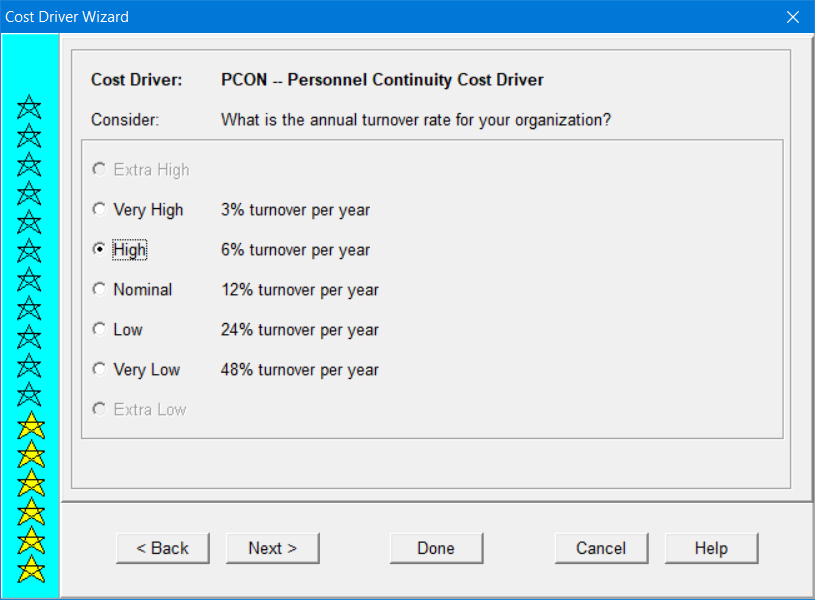 Cost Driver Wizard
Cost Driver: PCON -- Personnel Continuity Cost Driver
Consider: What is the annual turnover rate for your organization?
Extra High
Very High 3% turnover per year
High 6% turnover per year
Nominal 12% turnover per year
Low 24% turnover per year
Very Low 48% turnover per year
Extra Low
< Back Next > Done Cancel Help